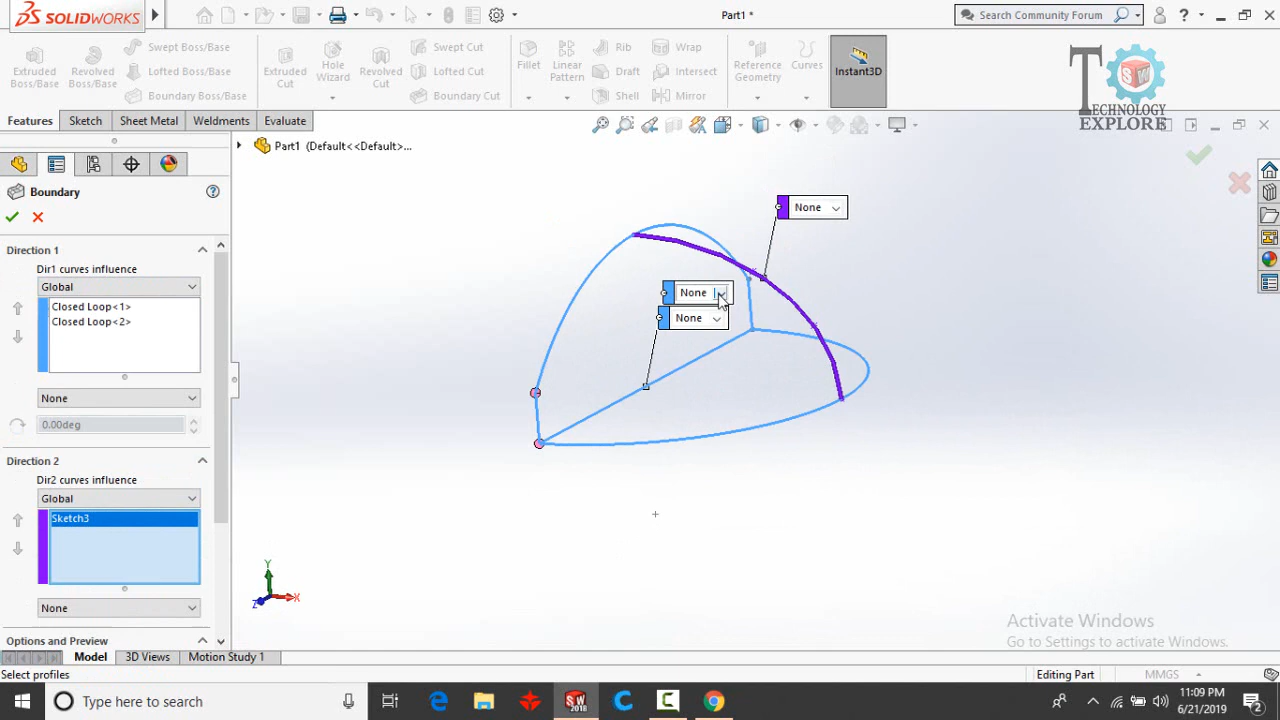 SOLIDWORKS
Part1 *
Search Community Forum
?
Extruded Boss/Base
Revolved Boss/Base
Swept Boss/Base
Lofted Boss/Base
Boundary Boss/Base
Extruded Cut
Hole Wizard
Revolved Cut
Swept Cut
Lofted Cut
Boundary Cut
Fillet
Linear Pattern
Rib
Draft
Shell
Wrap
Intersect
Mirror
Reference Geometry
Curves
Instant3D
TECHNOLOGY
EXPLORE
Features
Sketch
Sheet Metal
Weldments
Evaluate
Part1 (Default<<Default>...
Boundary
Direction 1
Dir1 curves influence
Global
Closed Loop<1>
Closed Loop<2>
None
0.00deg
Direction 2
Dir2 curves influence
Global
Sketch3
None
Options and Preview
None
None
None
Y
X
Z
Activate Windows
Go to Settings to activate Windows.
Model
3D Views
Motion Study 1
Select profiles
Editing Part
MMGS
Type here to search
SW
2018
11:09 PM
6/21/2019
2